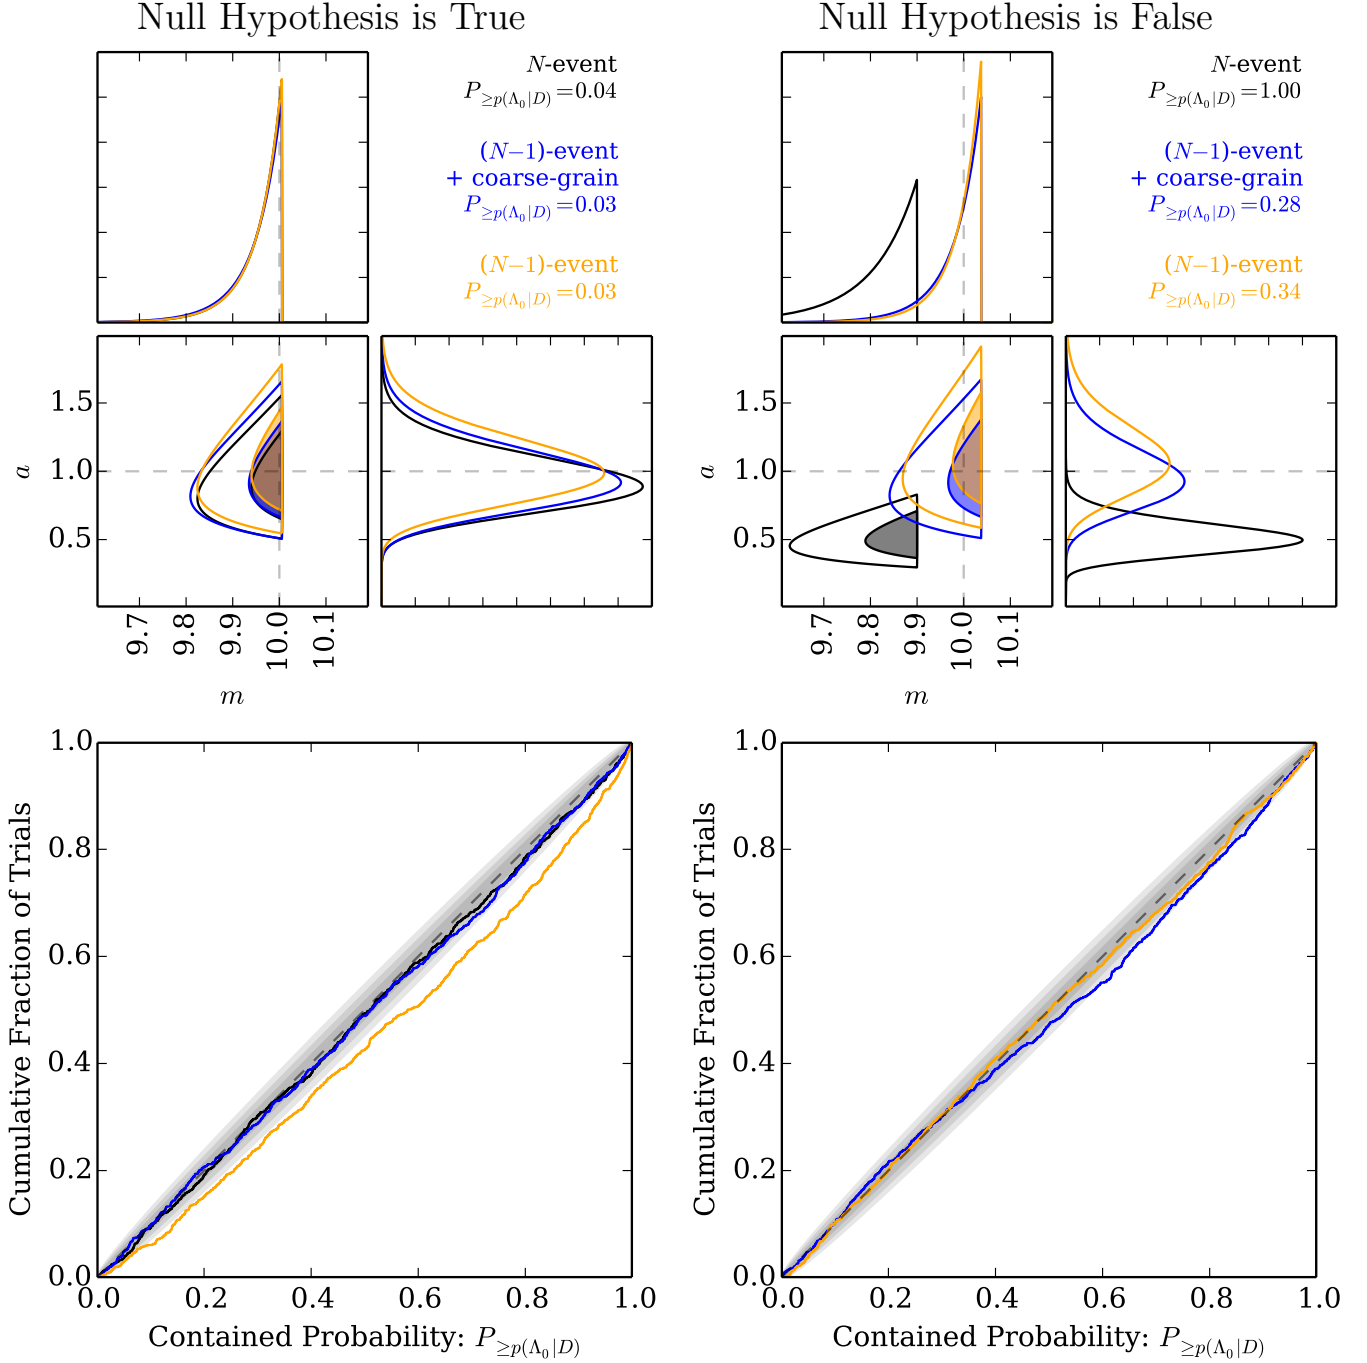 Null Hypothesis is True
N-event
P≥p(Λ0|D)=0.04
(N−1)-event
+ coarse-grain
P≥p(Λ0|D)=0.03
(N−1)-event
P≥p(Λ0|D)=0.03
1.5
1.0
0.5
a
9.7 9.8 9.9 10.0 10.1
m
Null Hypothesis is False
N-event
P≥p(Λ0|D)=1.00
(N−1)-event
+ coarse-grain
P≥p(Λ0|D)=0.28
(N−1)-event
P≥p(Λ0|D)=0.34
1.5
1.0
0.5
a
9.7 9.8 9.9 10.0 10.1
m
Cumulative Fraction of Trials
1.0
0.8
0.6
0.4
0.2
0.0
0.0 0.2 0.4 0.6 0.8 1.0
Contained Probability: P≥p(Λ0|D)
Cumulative Fraction of Trials
1.0
0.8
0.6
0.4
0.2
0.0
0.0 0.2 0.4 0.6 0.8 1.0
Contained Probability: P≥p(Λ0|D)